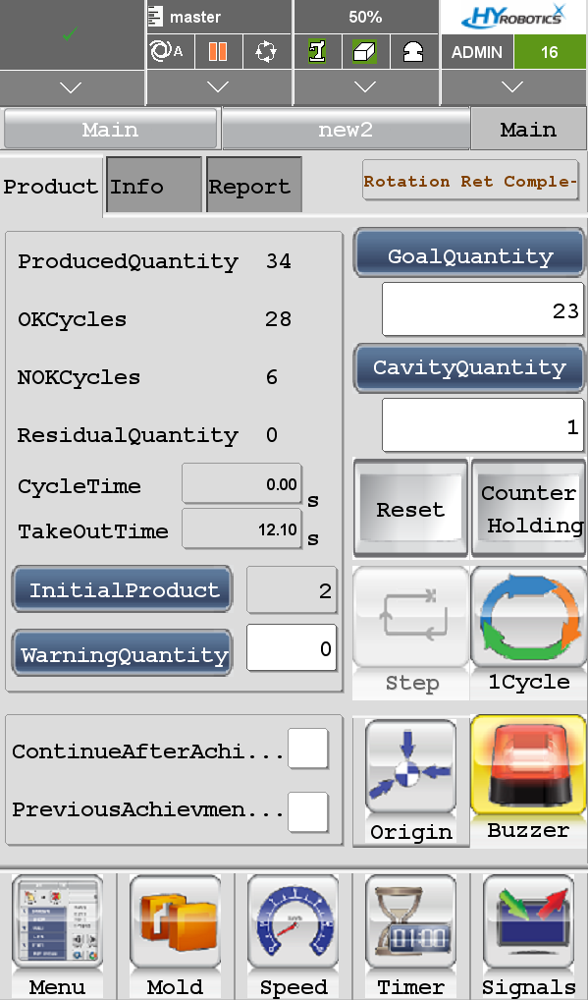 master
50%
HYROBOTICS
A
ADMIN
16
Main
new2
Main
Product
Info
Report
Rotation Ret Comple-
ProducedQuantity 34
OKCycles 28
NOKCycles 6
ResidualQuantity 0
CycleTime 0.00 s
TakeOutTime 12.10 s
InitialProduct 2
WarningQuantity 0
GoalQuantity
23
CavityQuantity
1
Reset
Counter
Holding
Step
1Cycle
ContinueAfterAchi...
PreviousAchievmen...
Origin
Buzzer
01:00
Menu
Mold
Speed
Timer
Signals